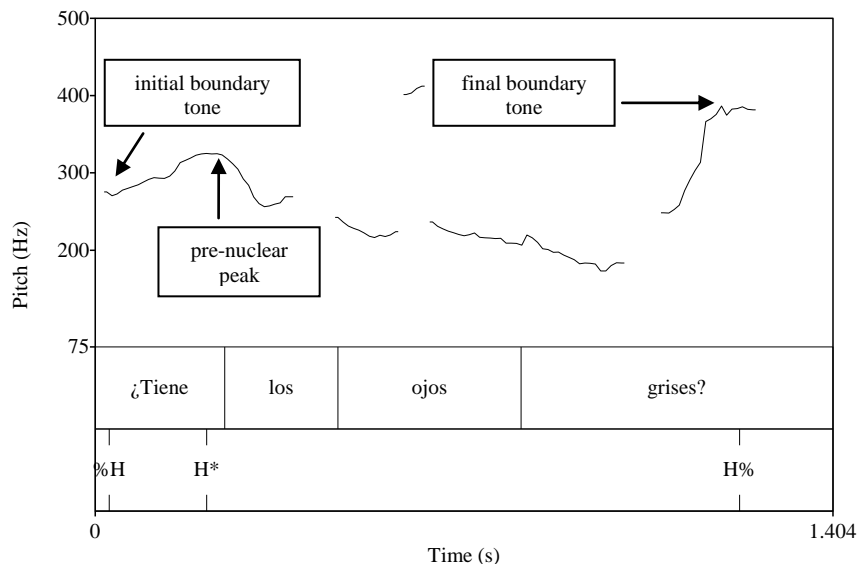 500
400
300
200
75
Pitch (Hz)
initial boundary
tone
final boundary
tone
pre-nuclear
peak
¿Tiene los ojos grises?
%H H* H%
0 1.404
Time (s)